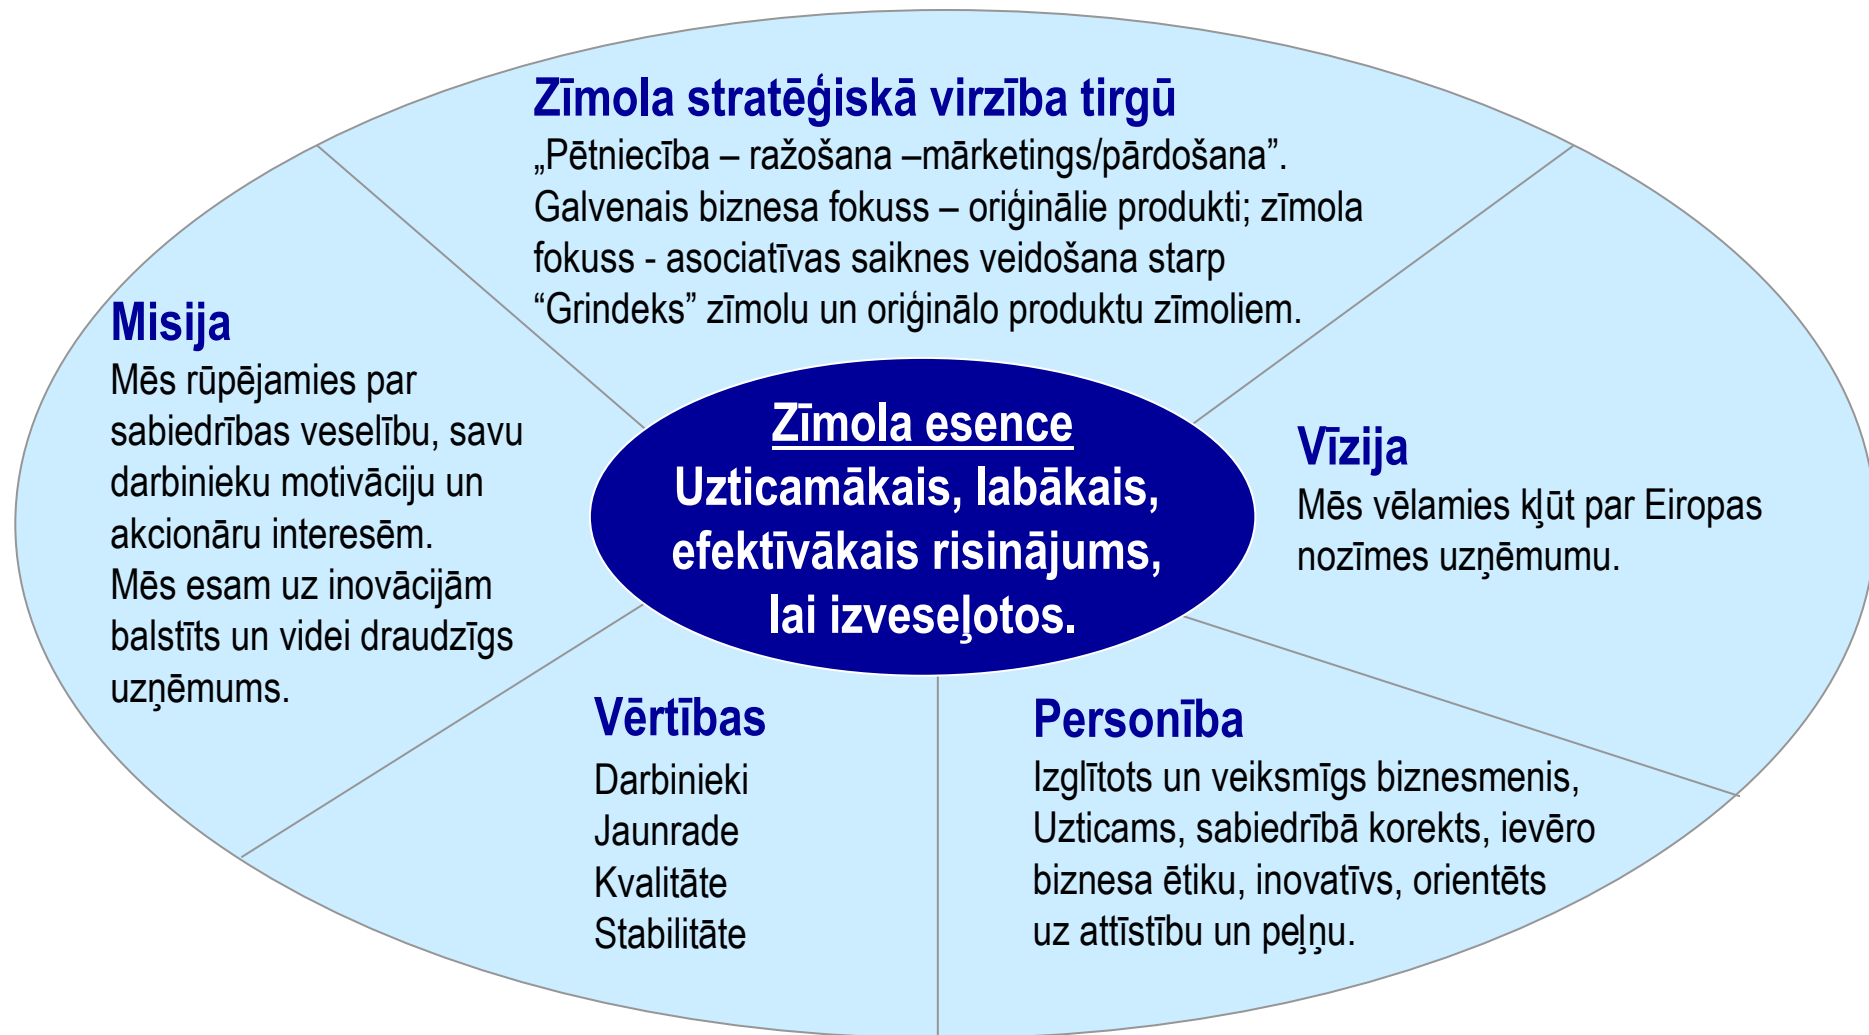 Zīmola stratēģiskā virzība tirgū
„Pētniecība – ražošana –mārketings/pārdošana”.
Galvenais biznesa fokuss – oriģinālie produkti; zīmola
fokuss - asociatīvas saiknes veidošana starp
“Grindeks” zīmolu un oriģinālo produktu zīmoliem.
Misija
Mēs rūpējamies par
sabiedrības veselību, savu
darbinieku motivāciju un
akcionāru interesēm.
Mēs esam uz inovācijām
balstīts un videi draudzīgs
uzņēmums.
Zīmola esence
Uzticamākais, labākais,
efektīvākais risinājums,
lai izveseļotos.
Vīzija
Mēs vēlamies kļūt par Eiropas
nozīmes uzņēmumu.
Vērtības
Darbinieki
Jaunrade
Kvalitāte
Stabilitāte
Personība
Izglītots un veiksmīgs biznesmenis,
Uzticams, sabiedrībā korekts, ievēro
biznesa ētiku, inovatīvs, orientēts
uz attīstību un peļņu.